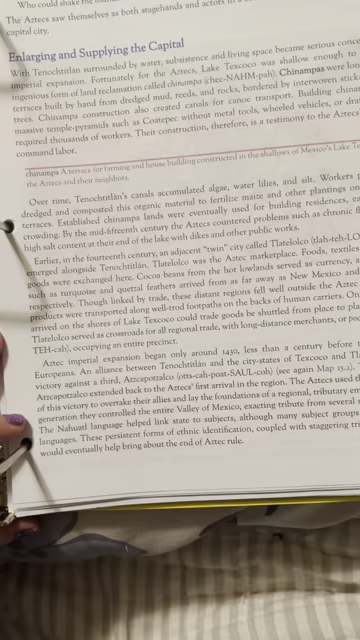 Who could shake the
The Aztecs saw themselves as both stagehands and actors in a
capital city.
Enlarging and Supplying the Capital
With Tenochtitlán surrounded by water, subsistence and living space became serious conce
imperial expansion. Fortunately for the Aztecs, Lake Texcoco was shallow enough to
ingenious form of land reclamation called chinampa (chee-NAHM-pah). Chinampas were lon
terraces built by hand from dredged mud, reeds, and rocks, bordered by interwoven stick
trees. Chinampa construction also created canals for canoe transport. Building china
massive temple-pyramids such as Coatepec without metal tools, wheeled vehicles, or dra
required thousands of workers. Their construction, therefore, is a testimony to the Aztecs
command labor.
chinampa A terrace for farming and house building constructed in the shallows of Mexico's Lake Te
the Aztecs and their neighbors.
Over time, Tenochtitlan's canals accumulated algae, water lilies, and silt. Workers p
dredged and composted this organic material to fertilize maize and other plantings on
terraces. Established chinampa lands were eventually used for building residences, ea
crowding. By the mid-fifteenth century the Aztecs countered problems such as chronic f
high salt content at their end of the lake with dikes and other public works.
Earlier, in the fourteenth century, an adjacent "twin" city called Tlatelolco (tlah-teh-LO
emerged alongside Tenochtitlán. Tlatelolco was the Aztec marketplace. Foods, textiles
goods were exchanged here. Cocoa beans from the hot lowlands served as currency, a
such as turquoise and quetzal feathers arrived from as far away as New Mexico and
respectively. Though linked by trade, these distant regions fell well outside the Aztec
products were transported along well-trod footpaths on the backs of human carriers. On
arrived on the shores of Lake Texcoco could trade goods be shuttled from place to pla
Tlatelolco served as crossroads for all regional trade, with long-distance merchants, or po
TEH-cah), occupying an entire precinct.
Aztec imperial expansion began only around 1430, less than a century before
Europeans. An alliance between Tenochtitlán and the city-states of Texcoco and Tl
victory against a third, Atzcapotzalco (otts-cah-poat-SAUL-coh) (see again Map 15.2).
Atzcapotzalco extended back to the Aztecs' first arrival in the region. The Aztecs used t
of this victory to overtake their allies and lay the foundations of a regional, tributary em
generation they controlled the entire Valley of Mexico, exacting tribute from several
The Nahuatl language helped link state to subjects, although many subject groups
languages. These persistent forms of ethnic identification, coupled with staggering tr
would eventually help bring about the end of Aztec rule.